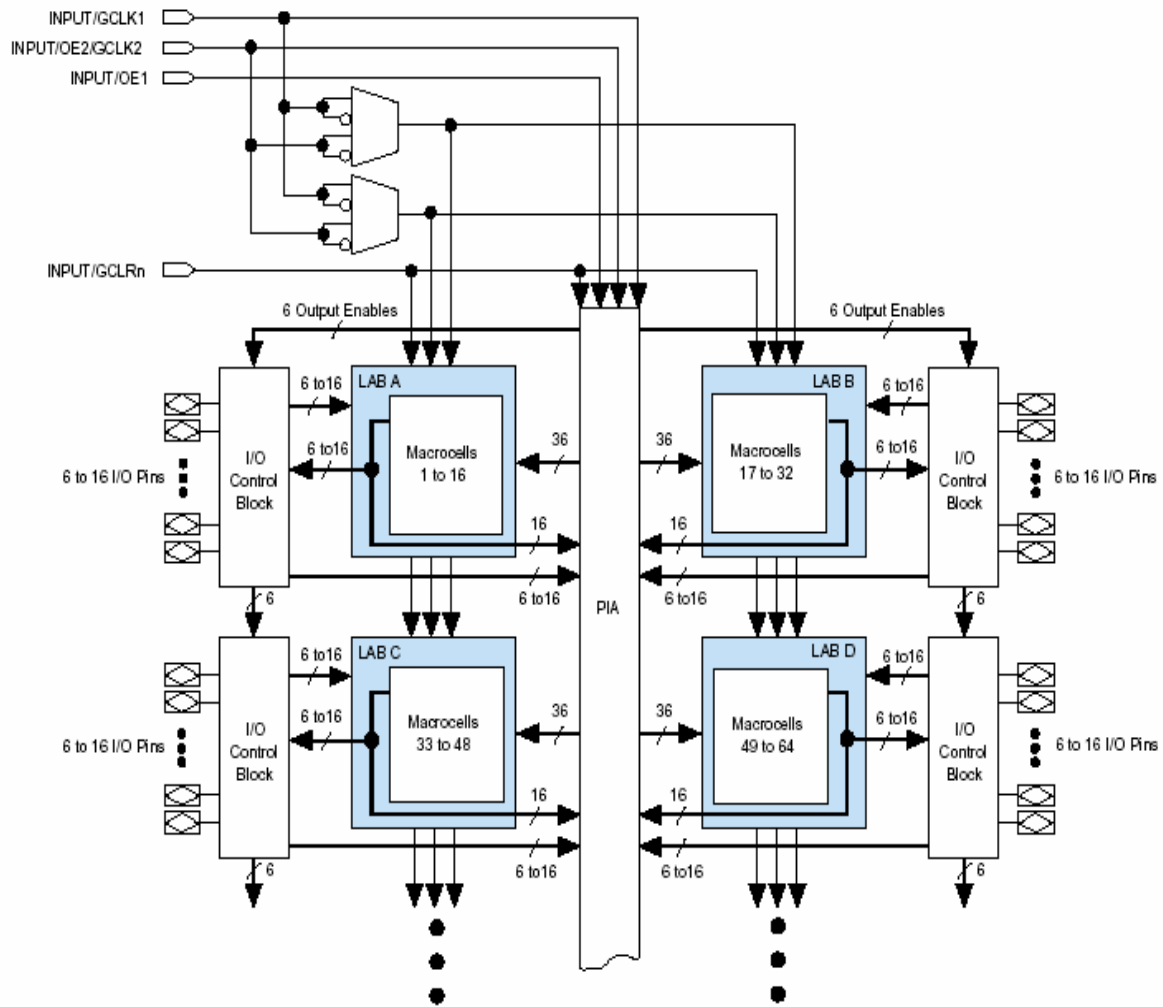 INPUT/GCLK1
INPUT/OE2/GCLK2
INPUT/OE1
INPUT/GCLRn
6 Output Enables
6 Output Enables
LAB A
LAB B
6 to16
6 to16
6 to16
6 to16
36
36
Macrocells
1 to 16
Macrocells
17 to 32
I/O
Control
Block
I/O
Control
Block
6 to 16 I/O Pins
6 to 16 I/O Pins
16
16
6 to16
6 to16
6
6
PIA
LAB C
LAB D
6 to16
6 to16
6 to16
6 to16
36
36
Macrocells
33 to 48
Macrocells
49 to 64
I/O
Control
Block
I/O
Control
Block
6 to 16 I/O Pins
6 to 16 I/O Pins
16
16
6 to16
6 to16
6
6